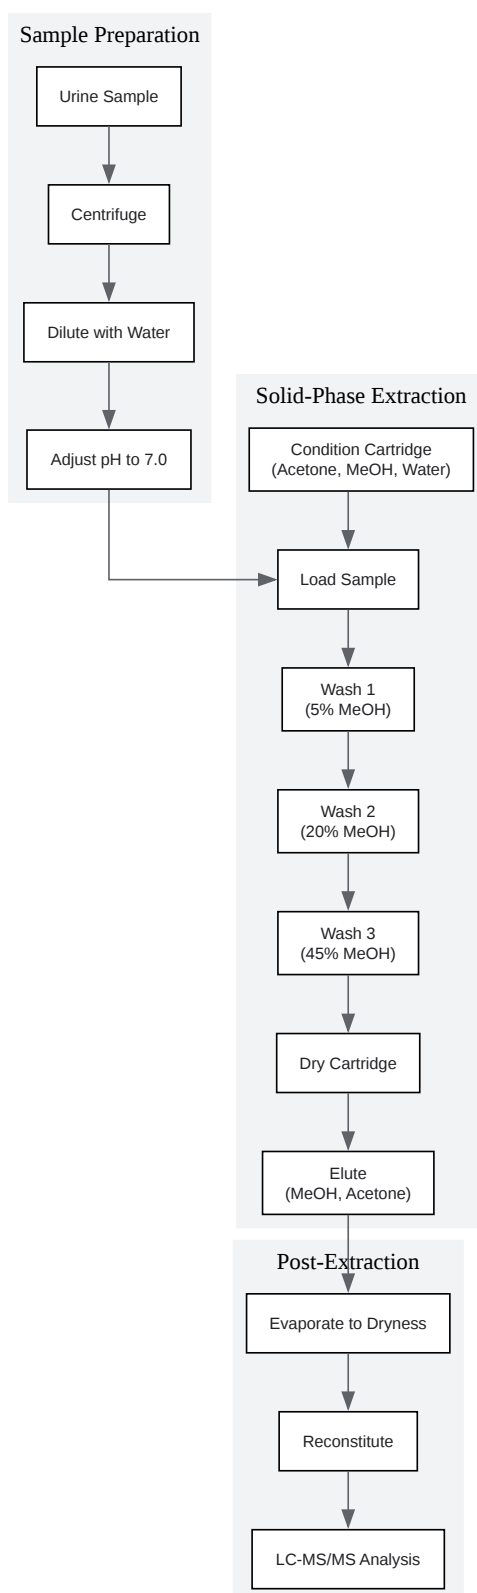 Sample Preparation
Urine Sample
Centrifuge
Dilute with Water
Adjust pH to 7.0
Solid-Phase Extraction
Condition Cartridge
(Acetone, MeOH, Water)
Load Sample
Wash 1
(5% MeOH)
Wash 2
(20% MeOH)
Wash 3
(45% MeOH)
Dry Cartridge
Elute
(MeOH, Acetone)
Post-Extraction
Evaporate to Dryness
Reconstitute
LC-MS/MS Analysis